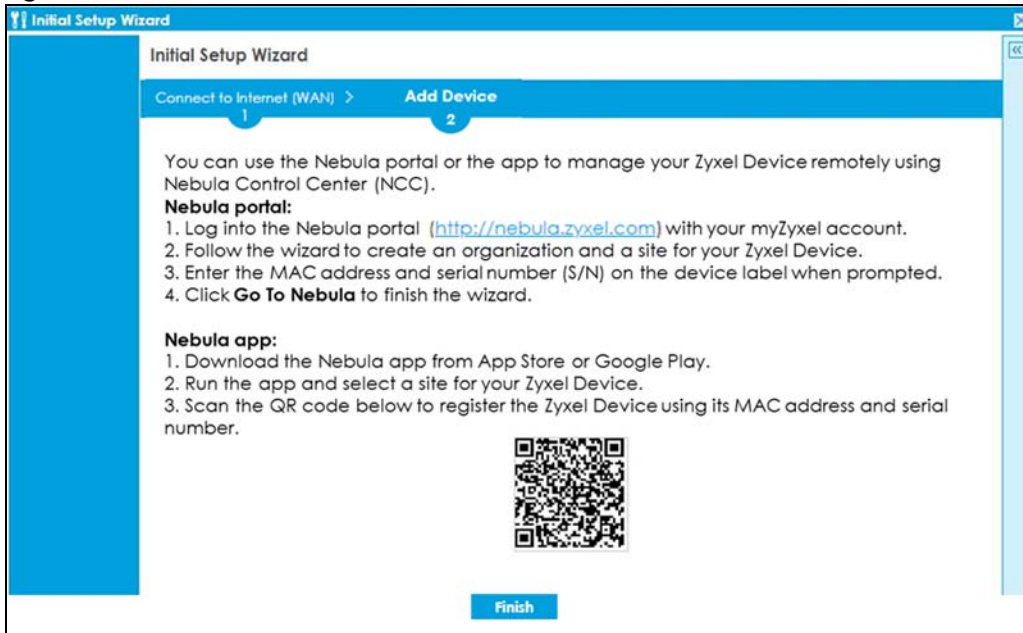 Initial Setup Wizard
Initial Setup Wizard
Connect to Internet (WAN) > Add Device
1 2
You can use the Nebula portal or the app to manage your Zyxel Device remotely using
Nebula Control Center (NCC).
Nebula portal:
1. Log into the Nebula portal (http://nebula.zyxel.com) with your myZyxel account.
2. Follow the wizard to create an organization and a site for your Zyxel Device.
3. Enter the MAC address and serial number (S/N) on the device label when prompted.
4. Click Go To Nebula to finish the wizard.
Nebula app:
1. Download the Nebula app from App Store or Google Play.
2. Run the app and select a site for your Zyxel Device.
3. Scan the QR code below to register the Zyxel Device using its MAC address and serial
number.
Finish